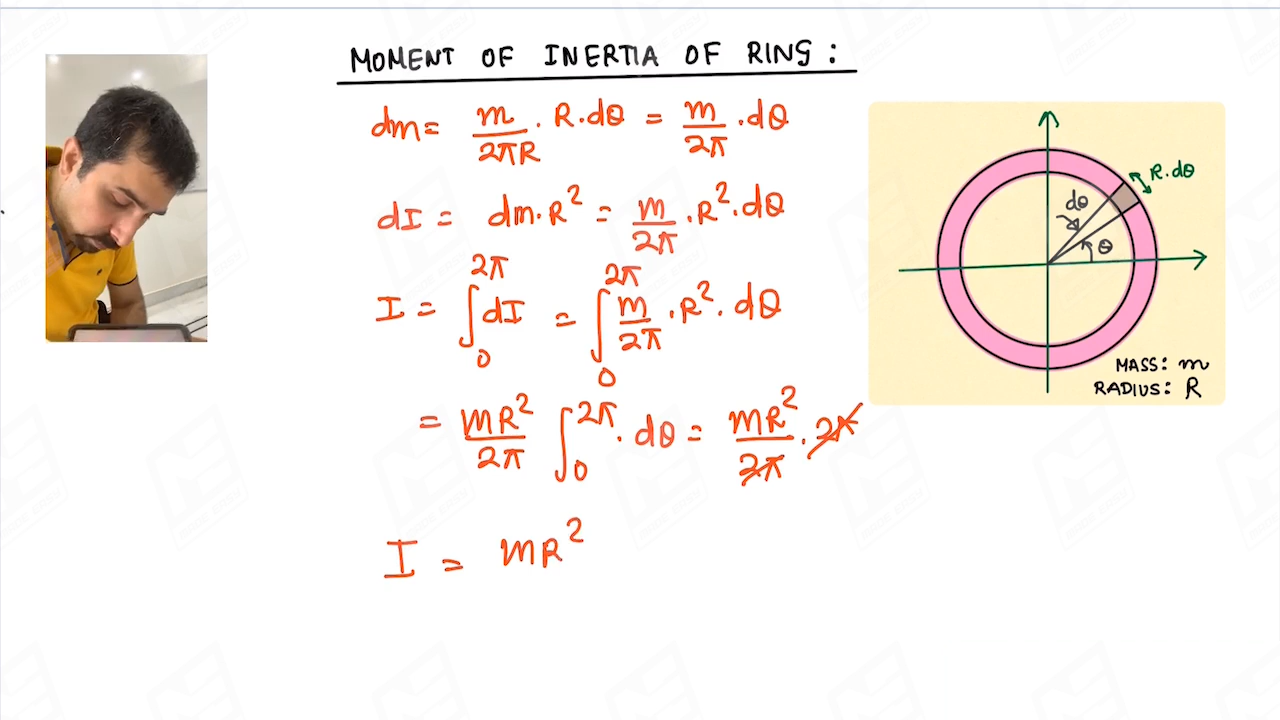 MOMENT OF INERTIA OF RING :
dm = m/2πR · R·dθ = m/2π · dθ
dI = dm·R² = m/2π · R²·dθ
I = ∫₀^2π dI = ∫₀^2π m/2π · R² · dθ
= mR²/2π ∫₀^2π · dθ = mR²/2π · 2π
I = mR²
R·dθ
dθ
θ
MASS: m
RADIUS: R